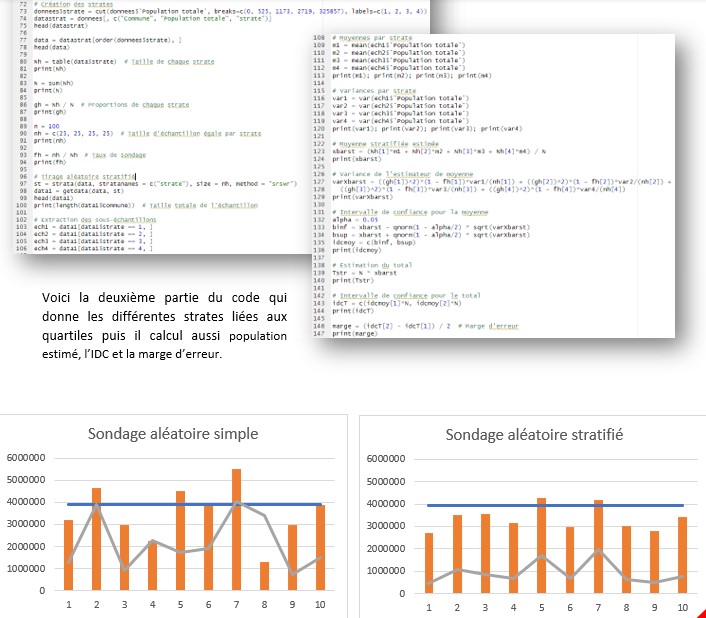 72 # Création des strates
73 donnees$strate = cut(donnees$`Population totale`, breaks=c(0, 525, 1173, 2719, 325857), labels=c(1, 2, 3, 4))
74 datastrat = donnees[, c("Commune", "Population totale", "strate")]
75 head(datastrat)
76
77 data = datastrat[order(donnees$strate), ]
78 head(data)
79
80 Nh = table(data$strate) # Taille de chaque strate
81 print(Nh)
82
83 N = sum(Nh)
84 print(N)
85
86 gh = Nh / N # Proportions de chaque strate
87 print(gh)
88
89 n = 100
90 nh = c(25, 25, 25, 25) # Taille d'échantillon égale par strate
91 print(nh)
92
93 fh = nh / Nh # Taux de sondage
94 print(fh)
95
96 # Tirage aléatoire stratifié
97 st = strata(data, stratanames = c("strate"), size = nh, method = "srswr")
98 data1 = getdata(data, st)
99 head(data1)
100 print(length(data1$Commune)) # Taille totale de l'échantillon
101
102 # Extraction des sous-échantillons
103 ech1 = data1[data1$strate == 1, ]
104 ech2 = data1[data1$strate == 2, ]
105 ech3 = data1[data1$strate == 3, ]
106 ech4 = data1[data1$strate == 4, ]
108 # Moyennes par strate
109 m1 = mean(ech1$`Population totale`)
110 m2 = mean(ech2$`Population totale`)
111 m3 = mean(ech3$`Population totale`)
112 m4 = mean(ech4$`Population totale`)
113 print(m1); print(m2); print(m3); print(m4)
114
115 # Variances par strate
116 var1 = var(ech1$`Population totale`)
117 var2 = var(ech2$`Population totale`)
118 var3 = var(ech3$`Population totale`)
119 var4 = var(ech4$`Population totale`)
120 print(var1); print(var2); print(var3); print(var4)
121
122 # Moyenne stratifiée estimée
123 xbarst = (Nh[1]*m1 + Nh[2]*m2 + Nh[3]*m3 + Nh[4]*m4) / N
124 print(xbarst)
125
126 # Variance de l'estimateur de moyenne
127 varXbarst = ((gh[1])^2)*(1 - fh[1])*var1/(nh[1]) + ((gh[2])^2)*(1 - fh[2])*var2/(nh[2]) +
128 ((gh[3])^2)*(1 - fh[3])*var3/(nh[3]) + ((gh[4])^2)*(1 - fh[4])*var4/(nh[4])
129 print(varXbarst)
130
131 # Intervalle de confiance pour la moyenne
132 alpha = 0.05
133 binf = xbarst - qnorm(1 - alpha/2) * sqrt(varXbarst)
134 bsup = xbarst + qnorm(1 - alpha/2) * sqrt(varXbarst)
135 idcmoy = c(binf, bsup)
136 print(idcmoy)
137
138 # Estimation du total
139 Tstr = N * xbarst
140 print(Tstr)
141
142 # Intervalle de confiance pour le total
143 idcT = c(idcmoy[1]*N, idcmoy[2]*N)
144 print(idcT)
145
146 marge = (idcT[2] - idcT[1]) / 2 # Marge d'erreur
147 print(marge)
Voici la deuxième partie du code qui
donne les différentes strates liées aux
quartiles puis il calcul aussi population
estimé, l'IDC et la marge d'erreur.
Sondage aléatoire simple
6000000
5000000
4000000
3000000
2000000
1000000
0
1 2 3 4 5 6 7 8 9 10
Sondage aléatoire stratifié
6000000
5000000
4000000
3000000
2000000
1000000
0
1 2 3 4 5 6 7 8 9 10